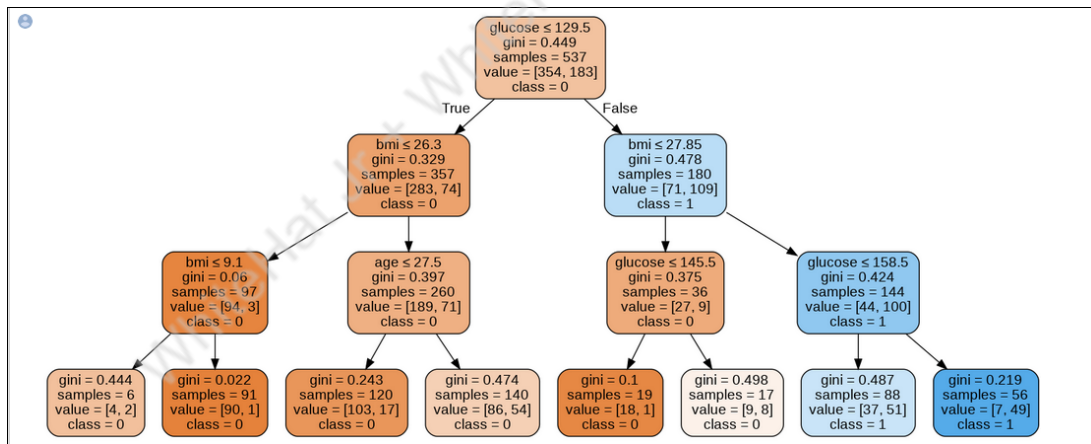 glucose ≤ 129.5
gini = 0.449
samples = 537
value = [354, 183]
class = 0
True
False
bmi ≤ 26.3
gini = 0.329
samples = 357
value = [283, 74]
class = 0
bmi ≤ 27.85
gini = 0.478
samples = 180
value = [71, 109]
class = 1
bmi ≤ 9.1
gini = 0.06
samples = 97
value = [94, 3]
class = 0
age ≤ 27.5
gini = 0.397
samples = 260
value = [189, 71]
class = 0
glucose ≤ 145.5
gini = 0.375
samples = 36
value = [27, 9]
class = 0
glucose ≤ 158.5
gini = 0.424
samples = 144
value = [44, 100]
class = 1
gini = 0.444
samples = 6
value = [4, 2]
class = 0
gini = 0.022
samples = 91
value = [90, 1]
class = 0
gini = 0.243
samples = 120
value = [103, 17]
class = 0
gini = 0.474
samples = 140
value = [86, 54]
class = 0
gini = 0.1
samples = 19
value = [18, 1]
class = 0
gini = 0.498
samples = 17
value = [9, 8]
class = 0
gini = 0.487
samples = 88
value = [37, 51]
class = 1
gini = 0.219
samples = 56
value = [7, 49]
class = 1
WhiteHat Jr + White